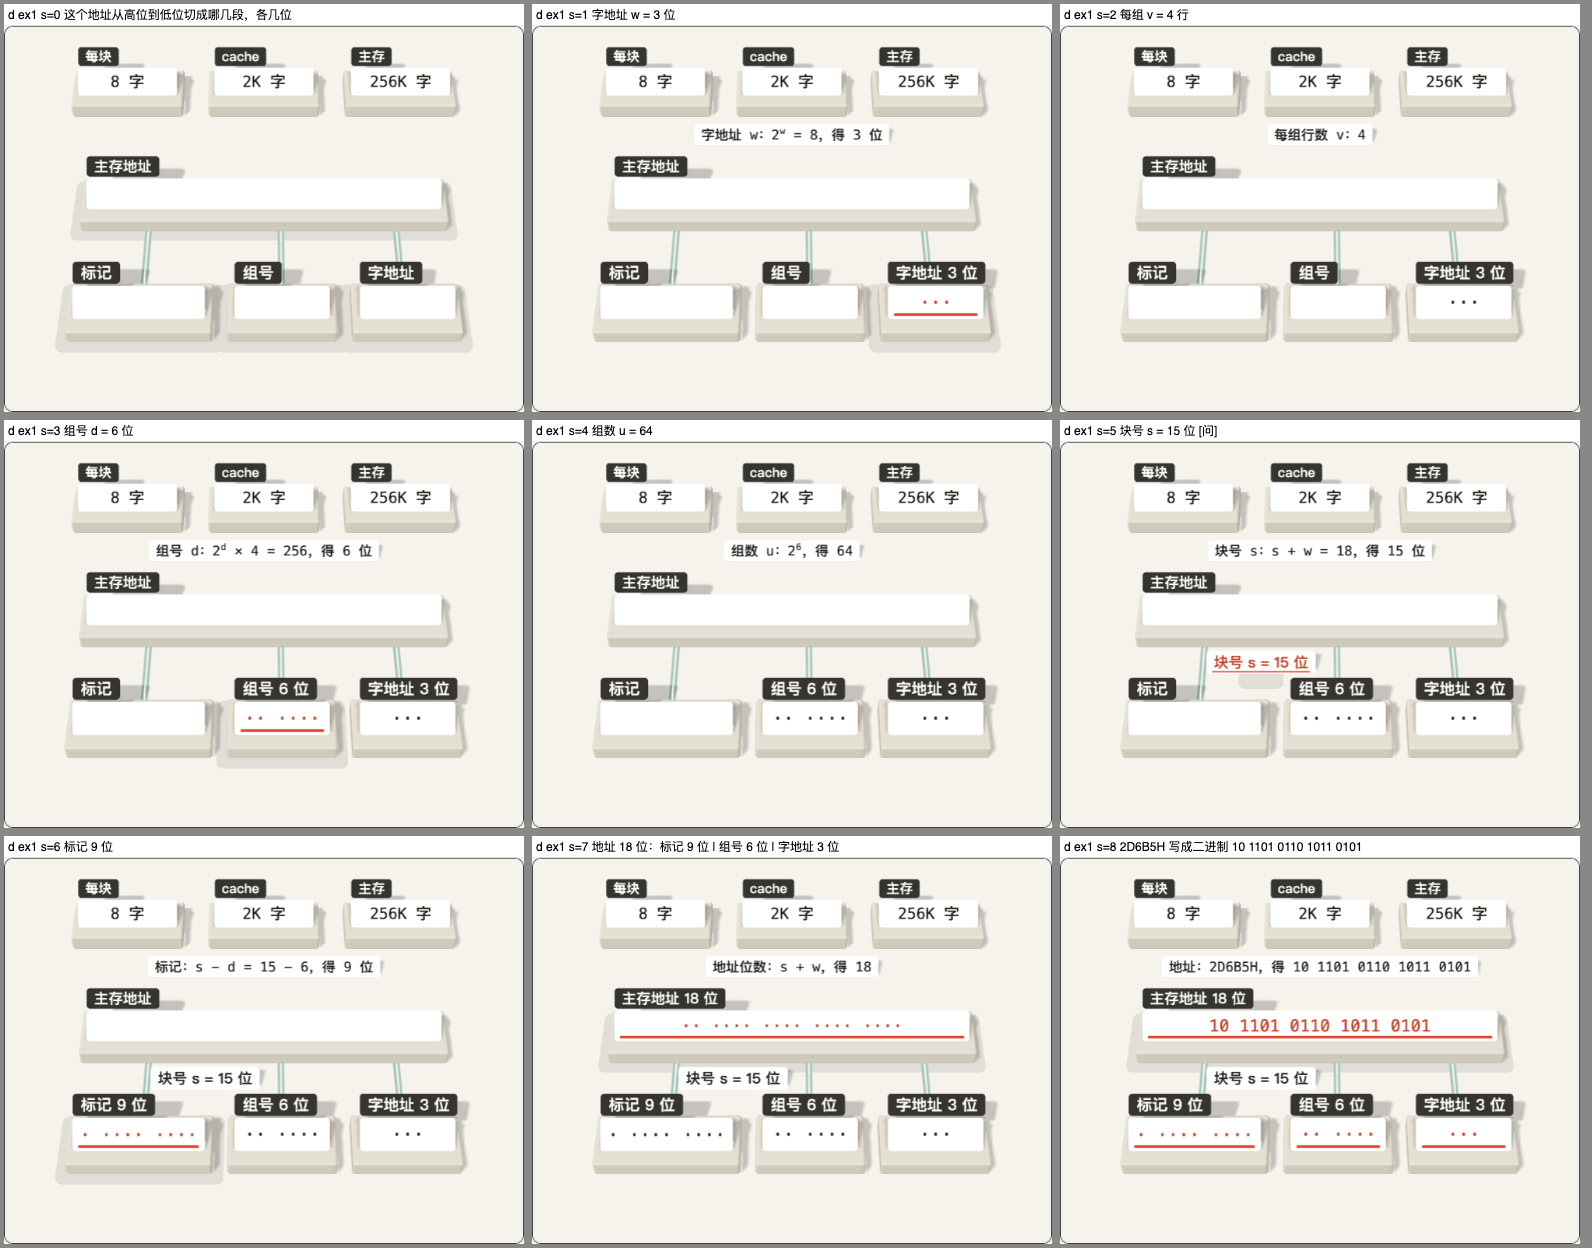 d ex1 s=0 这个地址从高位到低位切成哪几段，各几位
每块 cache 主存
8 字 2K 字 256K 字
主存地址
标记 组号 字地址
d ex1 s=1 字地址 w = 3 位
每块 cache 主存
8 字 2K 字 256K 字
字地址 w: 2ʷ = 8, 得 3 位
主存地址
标记 组号 字地址 3 位
···
d ex1 s=2 每组 v = 4 行
每块 cache 主存
8 字 2K 字 256K 字
每组行数 v: 4
主存地址
标记 组号 字地址 3 位
···
d ex1 s=3 组号 d = 6 位
每块 cache 主存
8 字 2K 字 256K 字
组号 d: 2ᵈ × 4 = 256, 得 6 位
主存地址
标记 组号 6 位 字地址 3 位
·· ···· ···
d ex1 s=4 组数 u = 64
每块 cache 主存
8 字 2K 字 256K 字
组数 u: 2⁶, 得 64
主存地址
标记 组号 6 位 字地址 3 位
·· ···· ···
d ex1 s=5 块号 s = 15 位 [问]
每块 cache 主存
8 字 2K 字 256K 字
块号 s: s + w = 18, 得 15 位
主存地址
块号 s = 15 位
标记 组号 6 位 字地址 3 位
·· ···· ···
d ex1 s=6 标记 9 位
每块 cache 主存
8 字 2K 字 256K 字
标记: s − d = 15 − 6, 得 9 位
主存地址
块号 s = 15 位
标记 9 位 组号 6 位 字地址 3 位
· ···· ···· ·· ···· ···
d ex1 s=7 地址 18 位：标记 9 位 | 组号 6 位 | 字地址 3 位
每块 cache 主存
8 字 2K 字 256K 字
地址位数: s + w, 得 18
主存地址 18 位
·· ···· ···· ···· ····
块号 s = 15 位
标记 9 位 组号 6 位 字地址 3 位
· ···· ···· ·· ···· ···
d ex1 s=8 2D6B5H 写成二进制 10 1101 0110 1011 0101
每块 cache 主存
8 字 2K 字 256K 字
地址: 2D6B5H, 得 10 1101 0110 1011 0101
主存地址 18 位
10 1101 0110 1011 0101
块号 s = 15 位
标记 9 位 组号 6 位 字地址 3 位
· ···· ···· ·· ···· ···